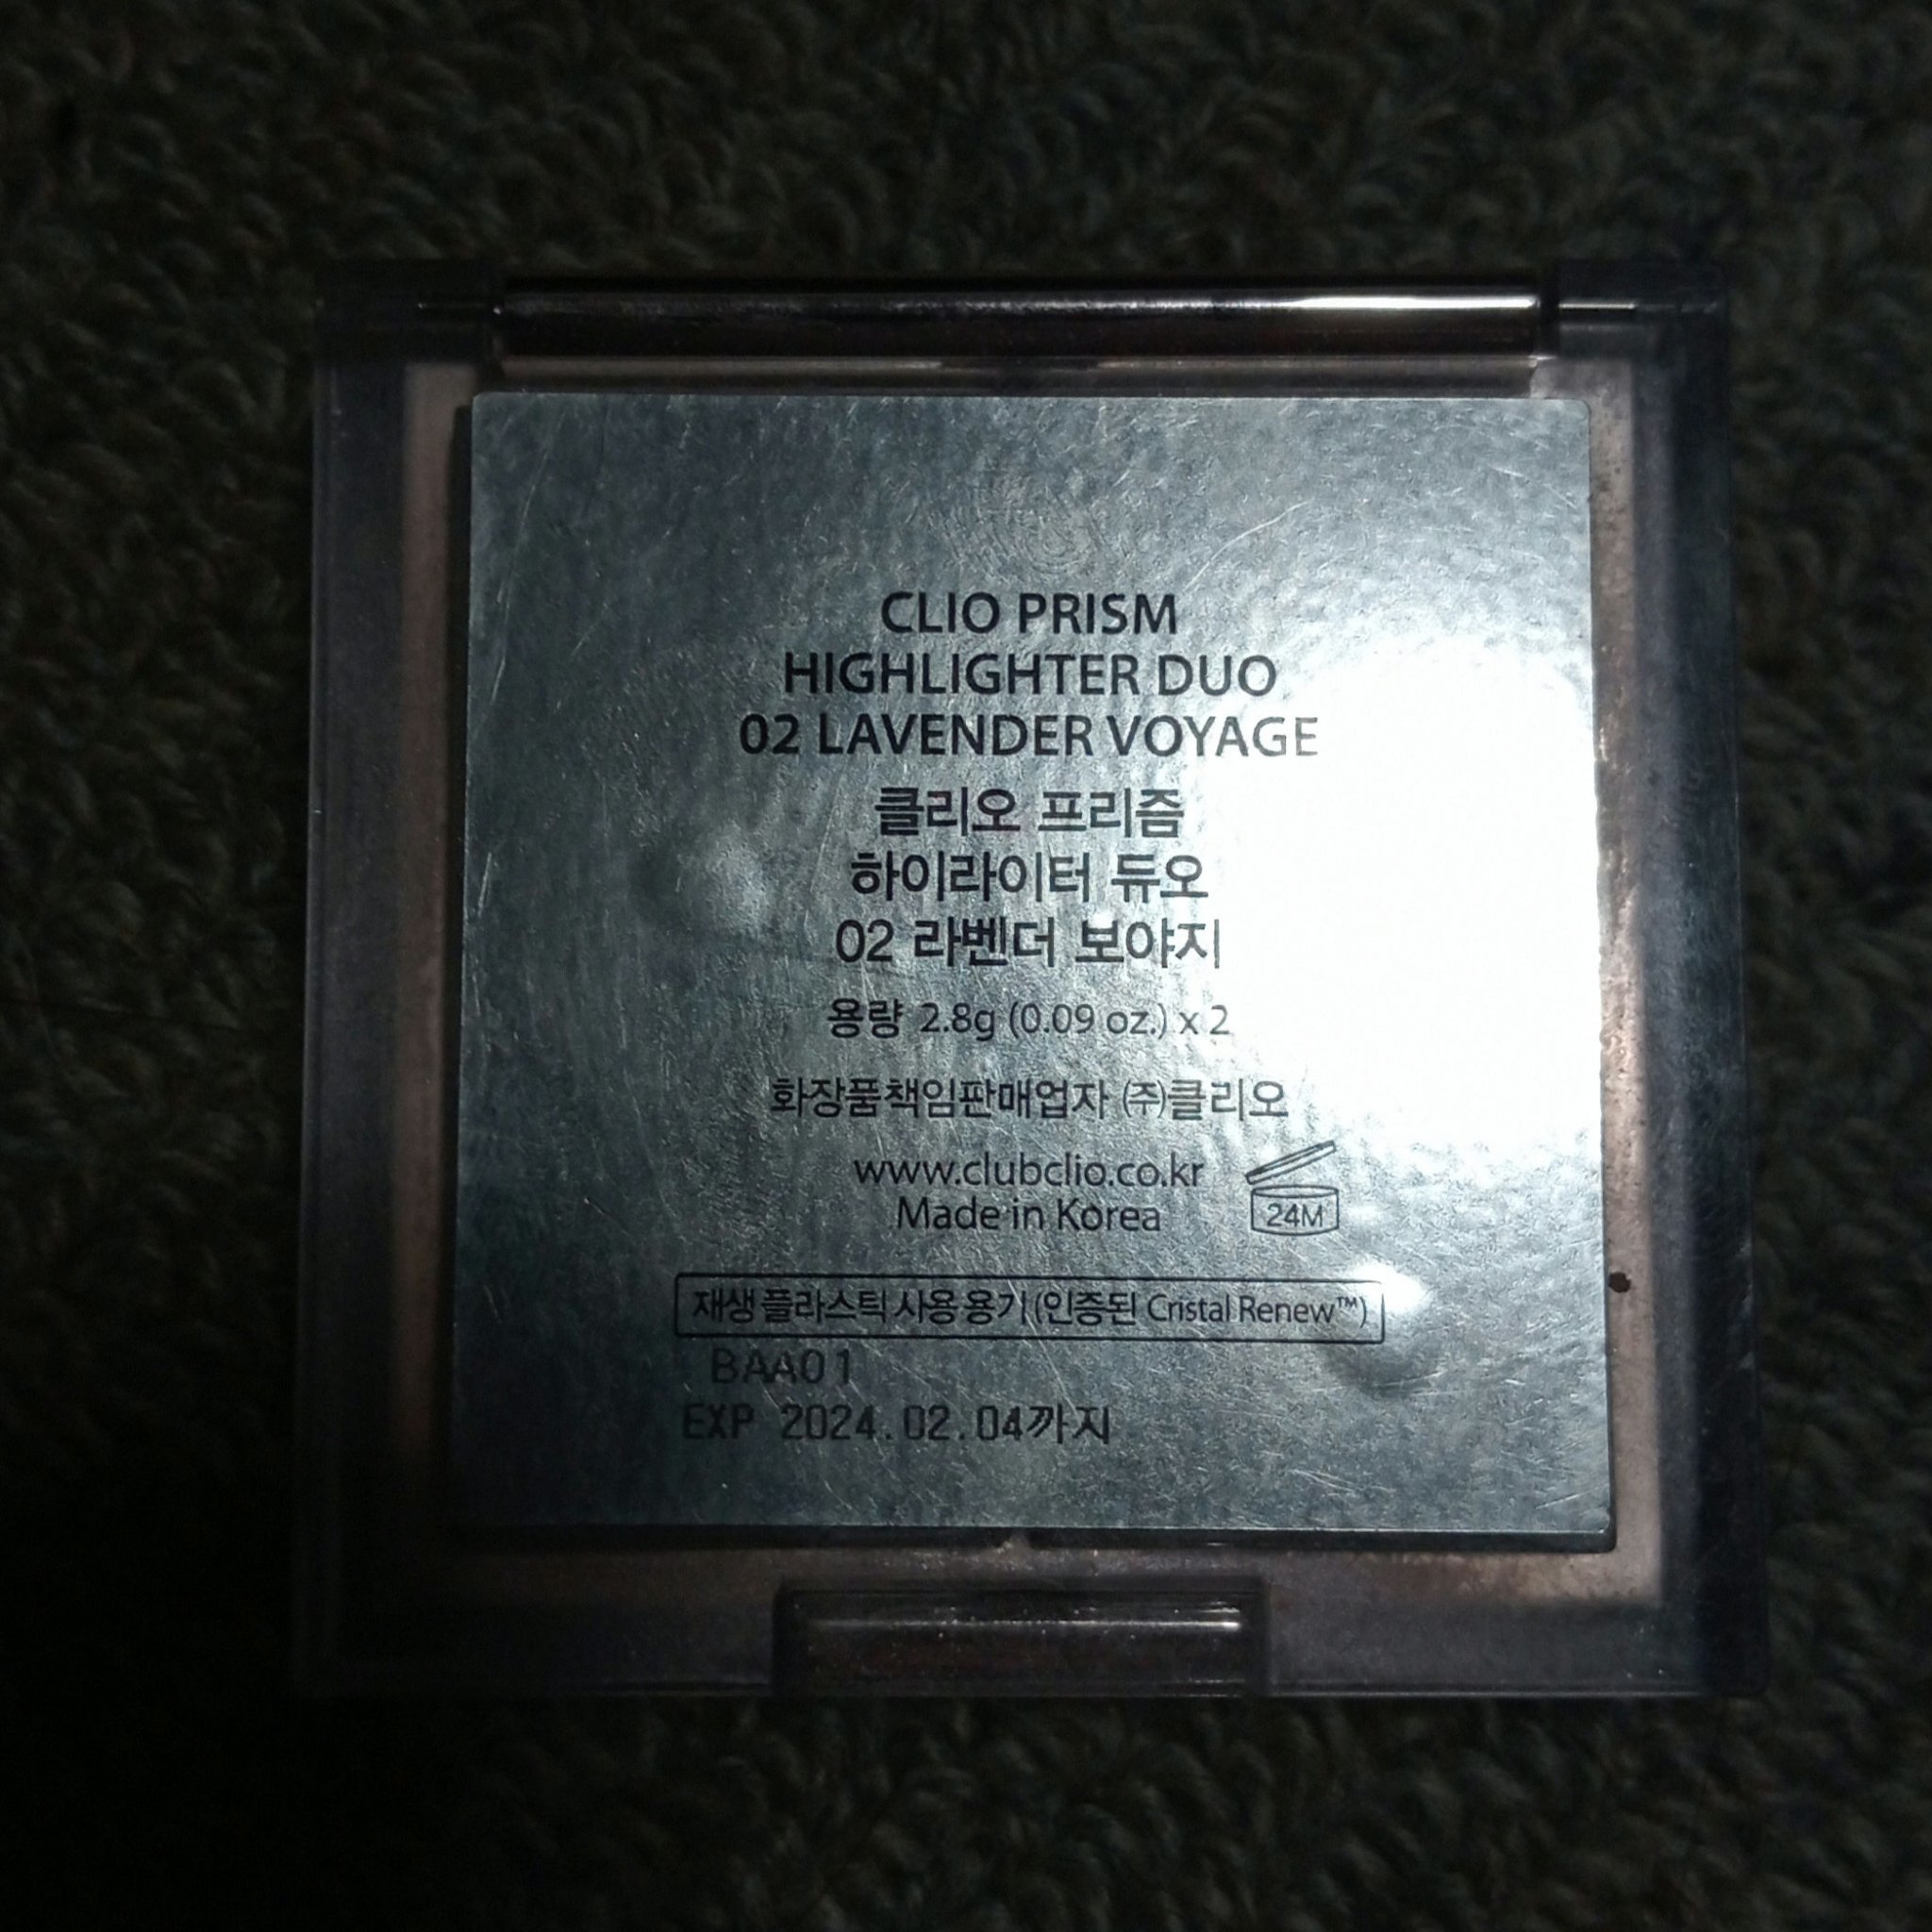 CLIO PRISM
HIGHLIGHTER DUO
02 LAVENDER VOYAGE
클리오 프리즘
하이라이터 듀오
02 라벤더 보야지
용량 2.8g (0.09 oz.) x 2
화장품책임판매업자 ㈜클리오
www.clubclio.co.kr
Made in Korea
24M
재생 플라스틱 사용 용기 (인증된 Cristal Renew™)
BAA01
EXP 2024.02.04까지